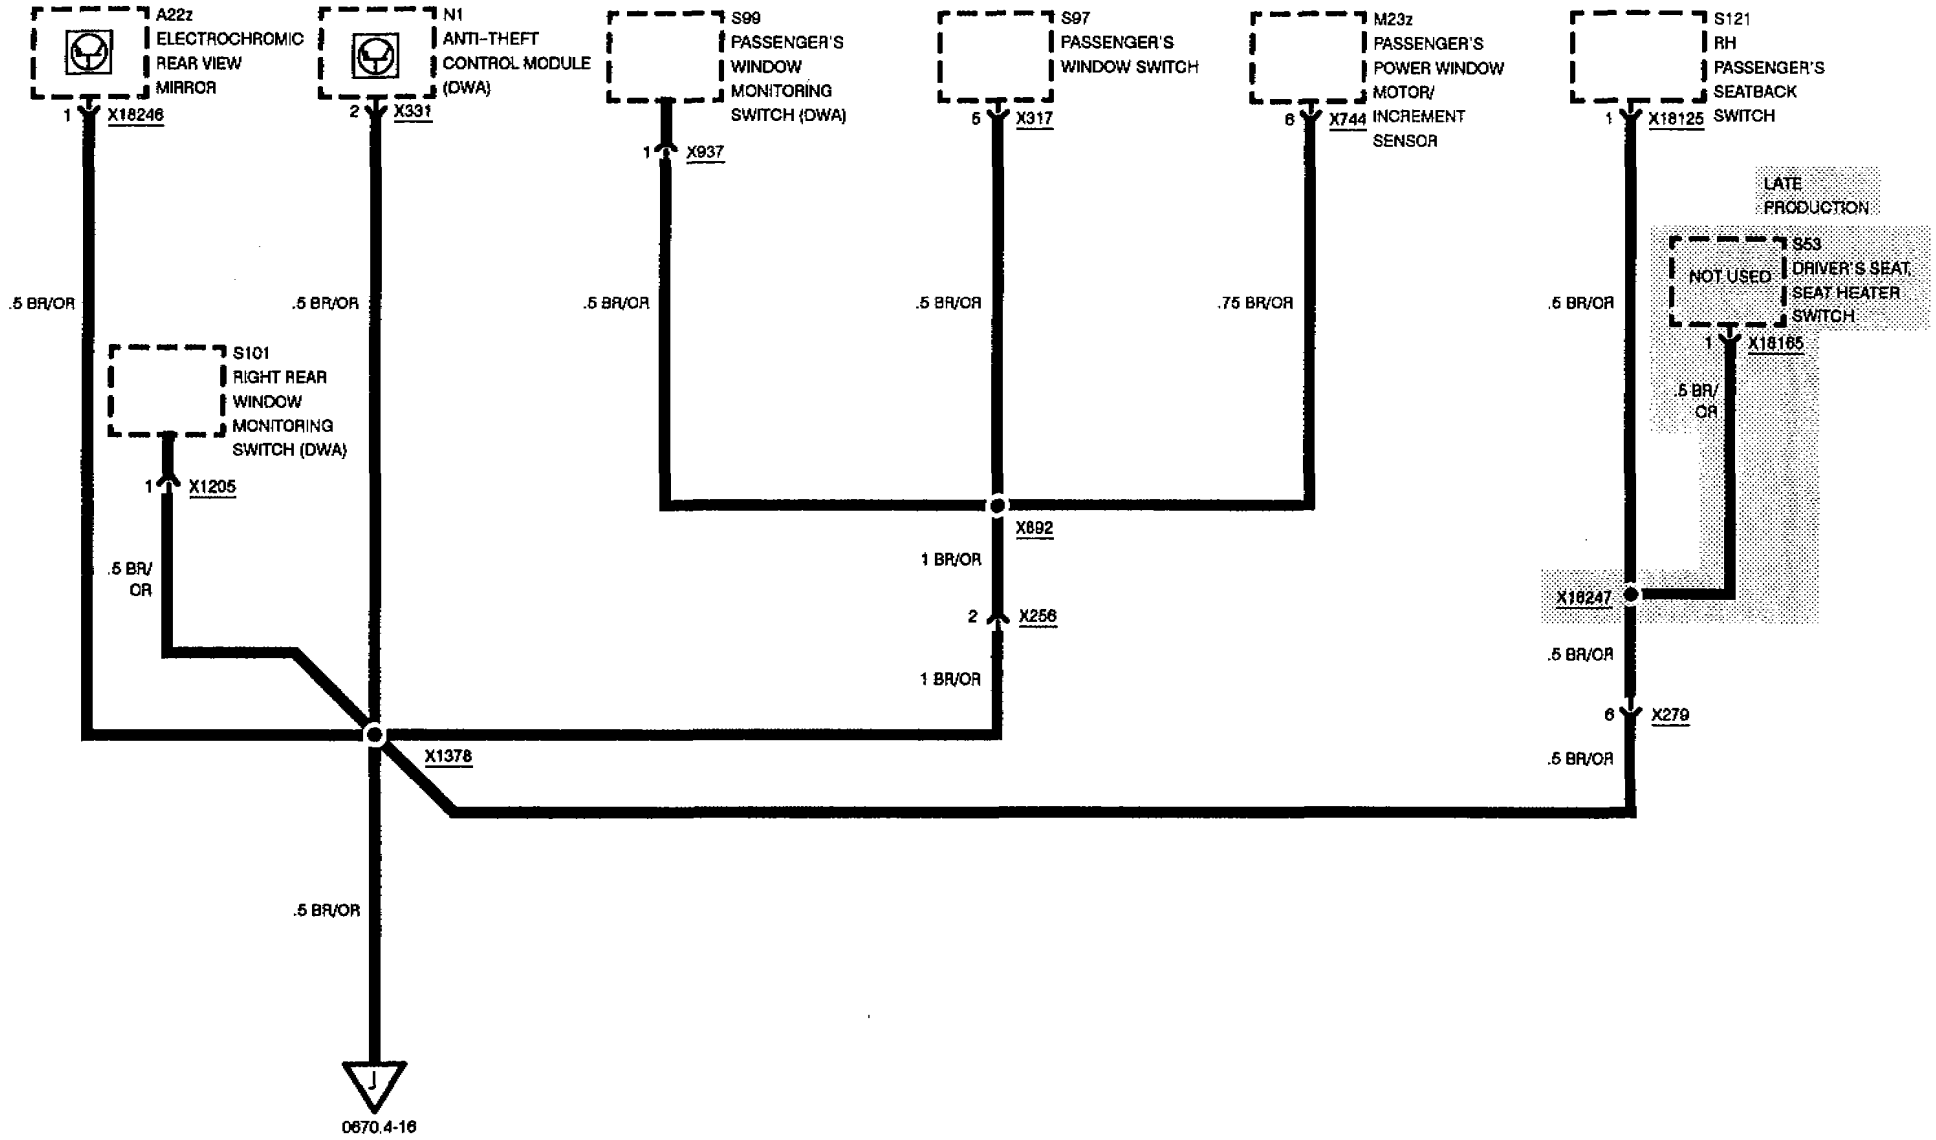 A22z
ELECTROCHROMIC
REAR VIEW
MIRROR
1
X18246
N1
ANTI-THEFT
CONTROL MODULE
(DWA)
2
X331
S99
PASSENGER'S
WINDOW
MONITORING
SWITCH (DWA)
1
X937
S97
PASSENGER'S
WINDOW SWITCH
5
X317
M23z
PASSENGER'S
POWER WINDOW
MOTOR/
INCREMENT
SENSOR
6
X744
S121
RH
PASSENGER'S
SEATBACK
SWITCH
1
X18125
LATE
PRODUCTION
S53
DRIVER'S SEAT,
SEAT HEATER
SWITCH
NOT USED
1
X18165
.5 BR/OR
.5 BR/OR
.5 BR/OR
.5 BR/OR
.75 BR/OR
.5 BR/OR
.5 BR/
OR
S101
RIGHT REAR
WINDOW
MONITORING
SWITCH (DWA)
1
X1205
.5 BR/
OR
X892
1 BR/OR
2
X256
1 BR/OR
X18247
.5 BR/OR
6
X279
.5 BR/OR
X1378
.5 BR/OR
J
0670.4-16